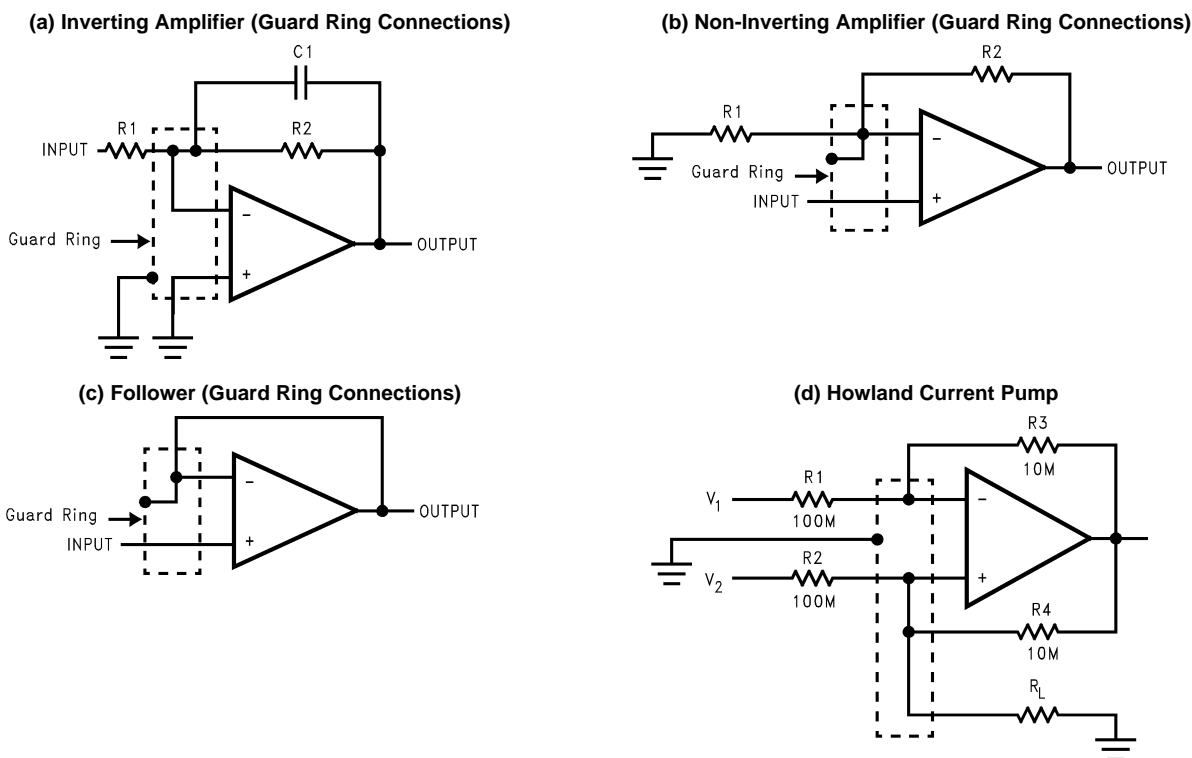 (a) Inverting Amplifier (Guard Ring Connections)
C1
R1
R2
INPUT
-
Guard Ring
+
OUTPUT
(b) Non-Inverting Amplifier (Guard Ring Connections)
R2
R1
-
Guard Ring
INPUT
+
OUTPUT
(c) Follower (Guard Ring Connections)
-
Guard Ring
INPUT
+
OUTPUT
(d) Howland Current Pump
R3
10M
R1
V1
100M
-
R2
V2
100M
+
R4
10M
RL